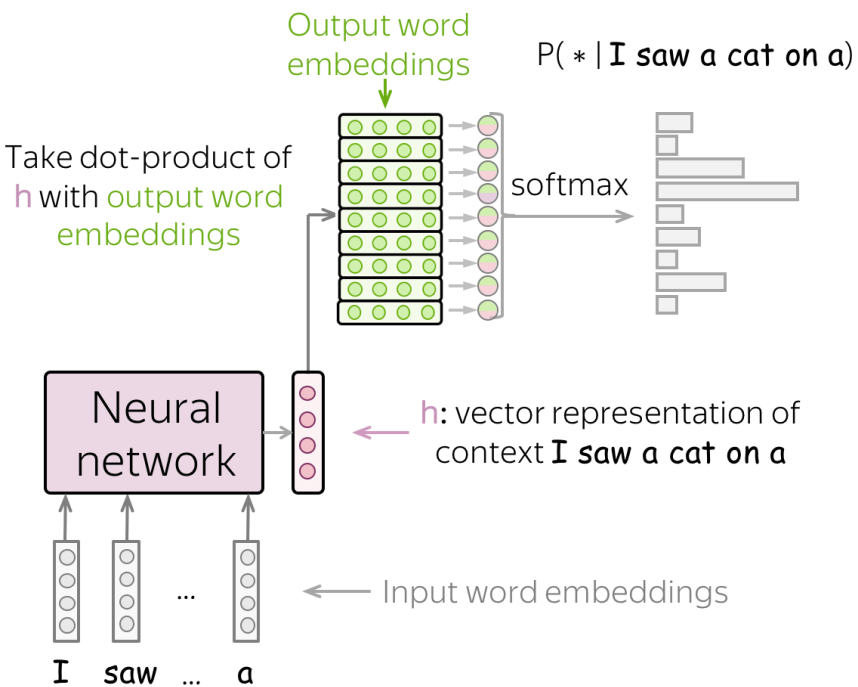 Output word
embeddings
P( * | I saw a cat on a)
Take dot-product of
h with output word
embeddings
softmax
Neural
network
h: vector representation of
context I saw a cat on a
...
Input word embeddings
I saw ... a